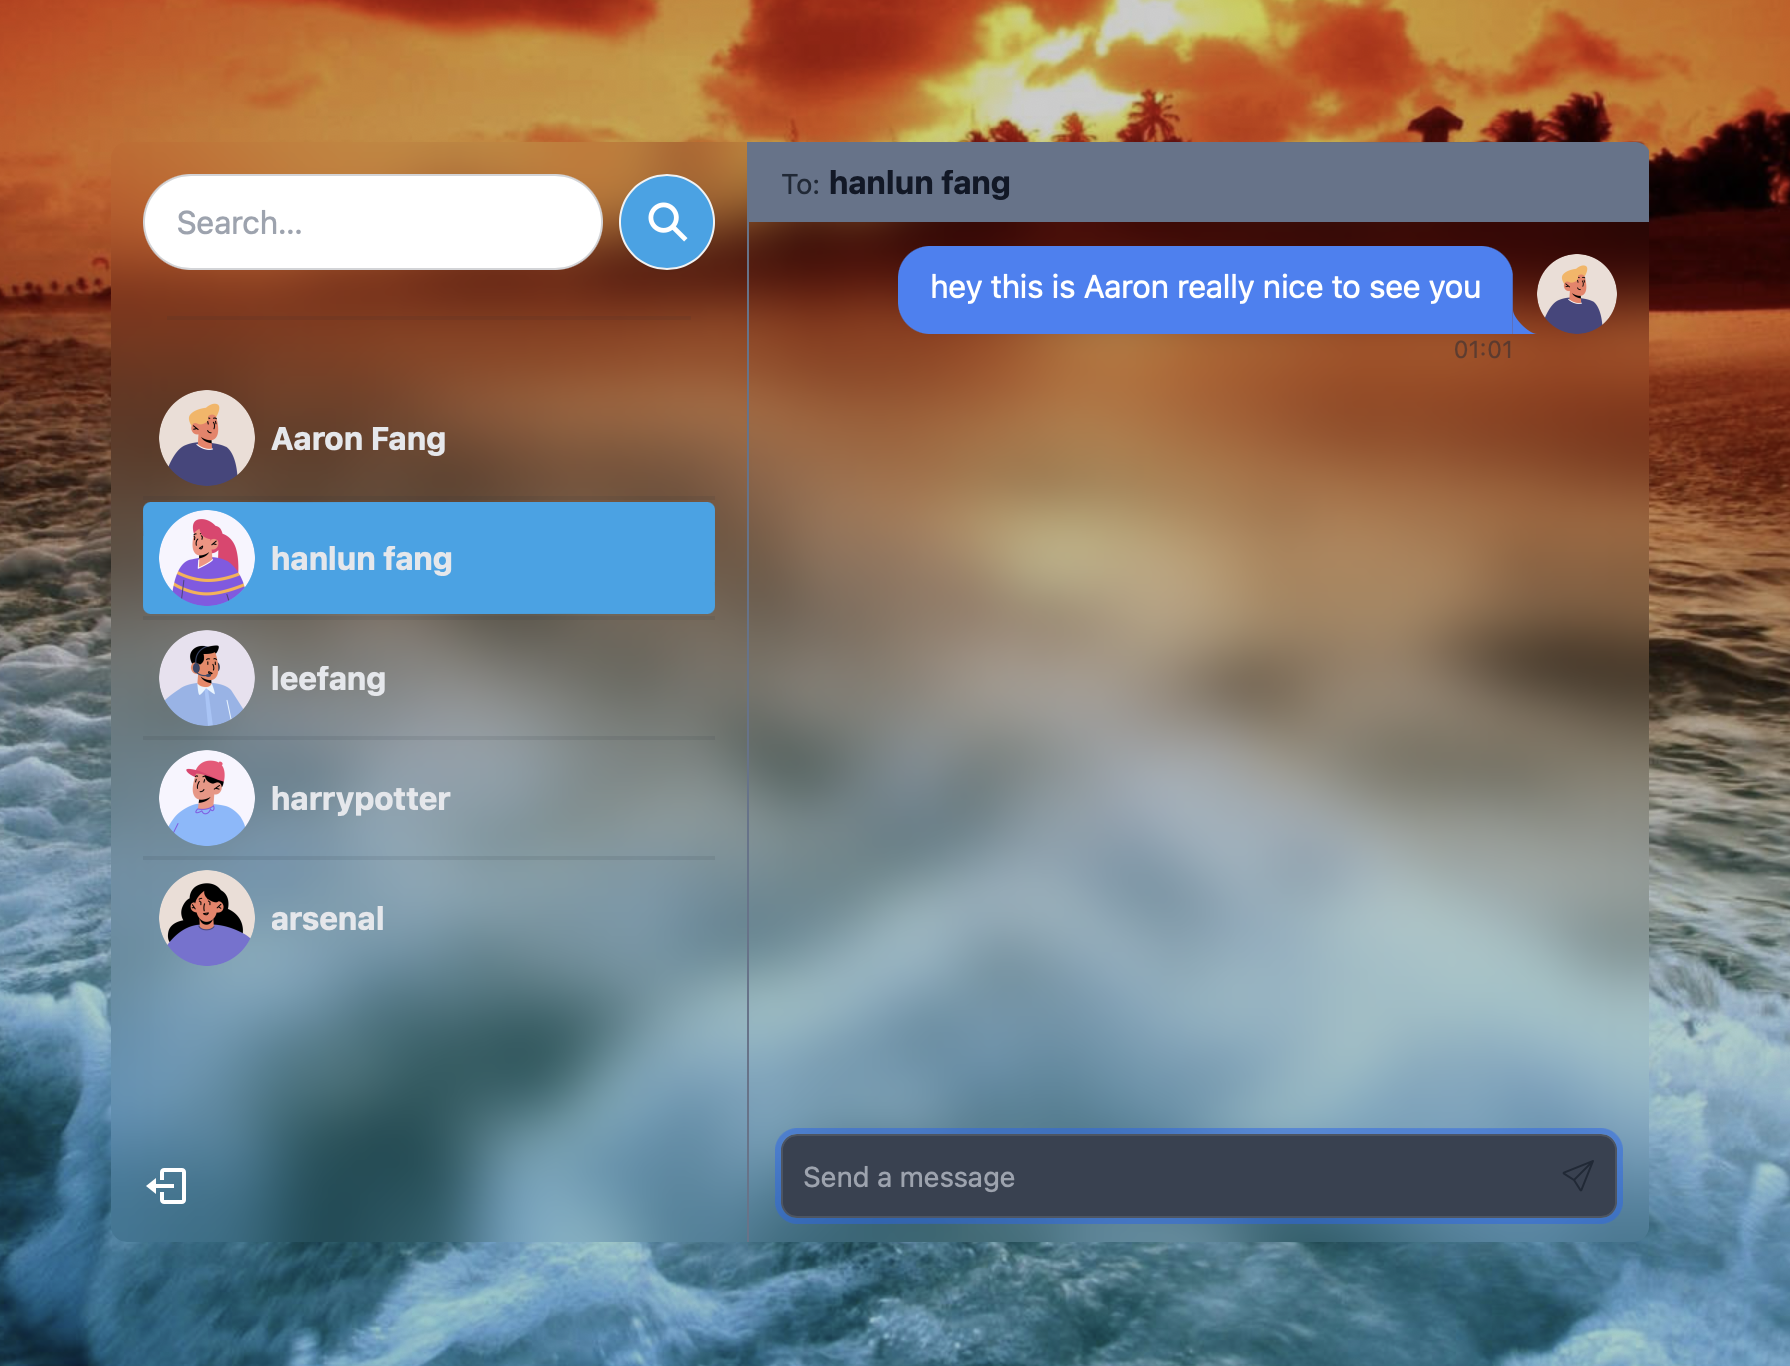 Search...
Aaron Fang
hanlun fang
leefang
harrypotter
arsenal
To: hanlun fang
hey this is Aaron really nice to see you
01:01
Send a message